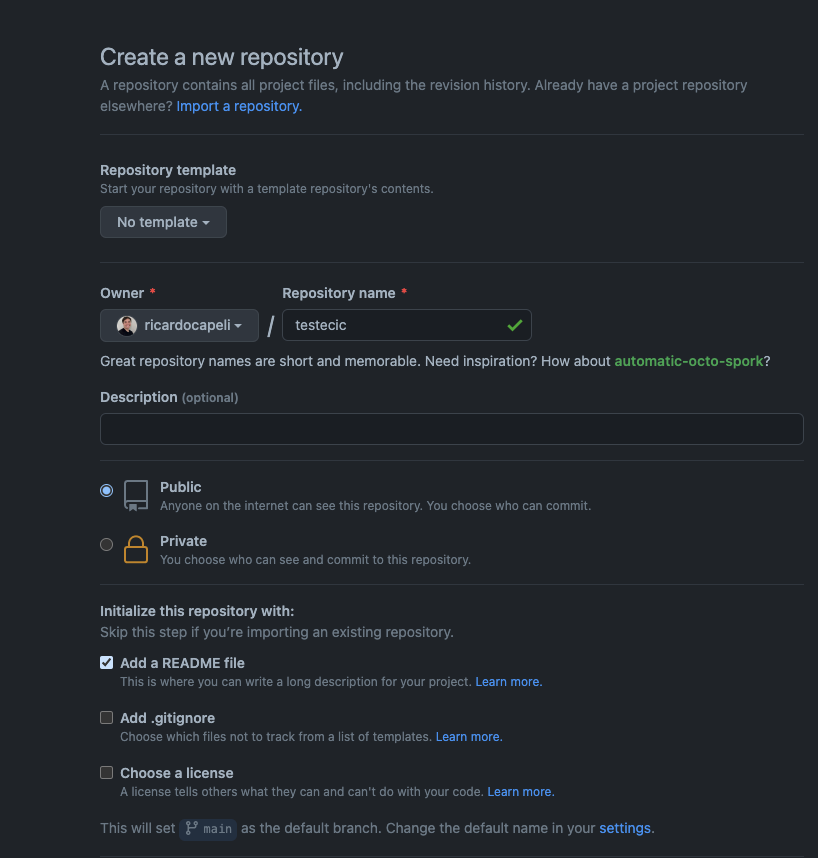 Create a new repository
A repository contains all project files, including the revision history. Already have a project repository
elsewhere? Import a repository.
Repository template
Start your repository with a template repository's contents.
No template
Owner * Repository name *
ricardocapeli / testecic
Great repository names are short and memorable. Need inspiration? How about automatic-octo-spork?
Description (optional)
Public
Anyone on the internet can see this repository. You choose who can commit.
Private
You choose who can see and commit to this repository.
Initialize this repository with:
Skip this step if you're importing an existing repository.
Add a README file
This is where you can write a long description for your project. Learn more.
Add .gitignore
Choose which files not to track from a list of templates. Learn more.
Choose a license
A license tells others what they can and can't do with your code. Learn more.
This will set main as the default branch. Change the default name in your settings.